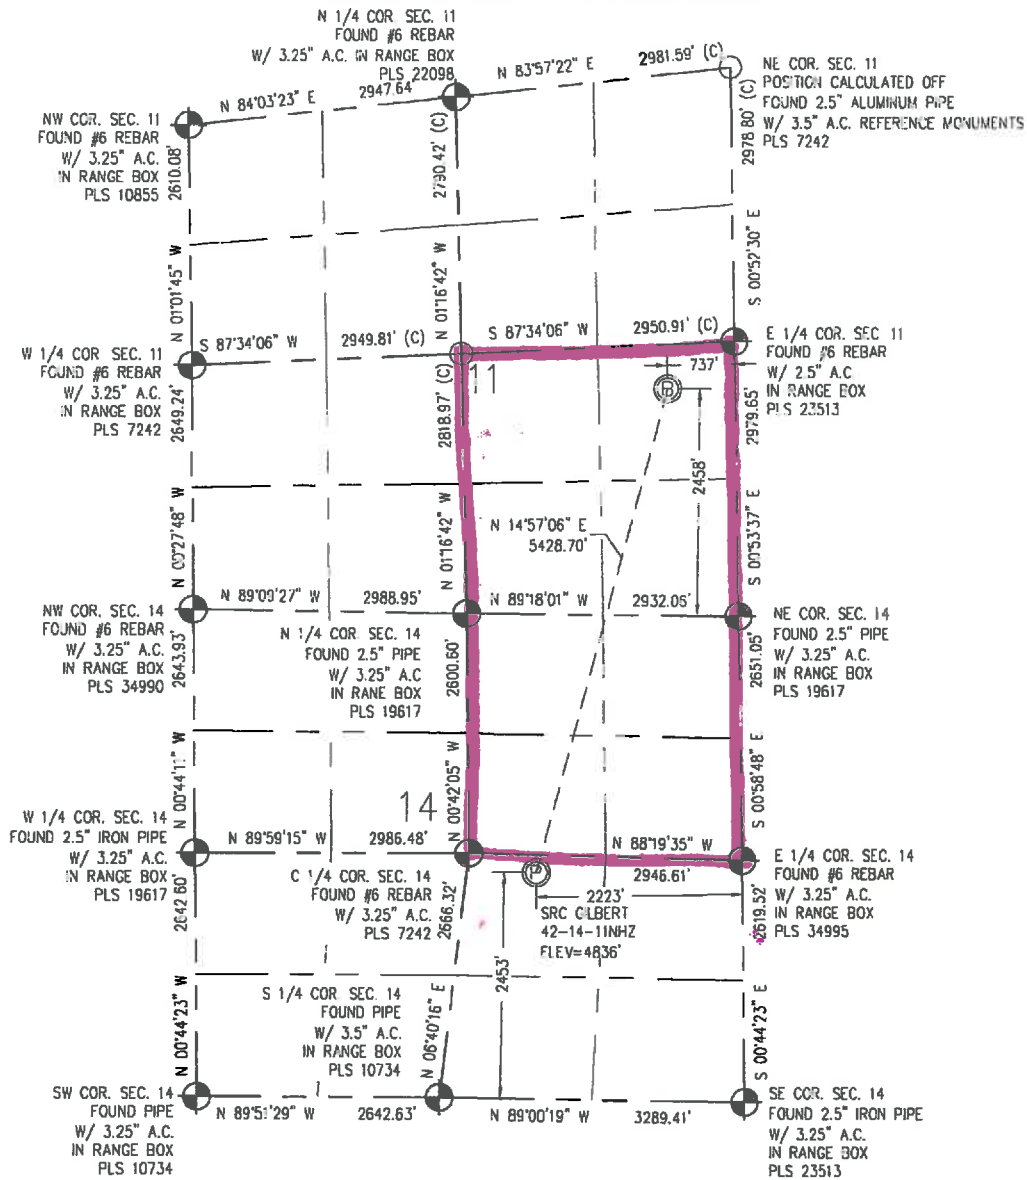 N 1/4 COR. SEC. 11
FOUND #6 REBAR
W/ 3.25" A.C. IN RANGE BOX
PLS 22098
N 84°03'23" E
2947.64'
N 83°57'22" E
2981.59' (C)
NE COR. SEC. 11
POSITION CALCULATED OFF
FOUND 2.5" ALUMINUM PIPE
W/ 3.5" A.C. REFERENCE MONUMENTS
PLS 7242
NW COR. SEC. 11
FOUND #6 REBAR
W/ 3.25" A.C.
IN RANGE BOX
PLS 10855
2610.08'
N 01°01'45" W
2790.42' (C)
N 01°16'42" W
2978.80' (C)
S 00°52'30" E
W 1/4 COR SEC. 11
FOUND #6 REBAR
W/ 3.25" A.C.
IN RANGE BOX
PLS 7242
S 87°34'06" W
2949.81' (C)
S 87°34'06" W
2950.91' (C)
E 1/4 COR. SEC. 11
FOUND #6 REBAR
W/ 2.5" A.C
IN RANGE BOX
PLS 23513
11
737'
2649.24'
N 00°27'48" W
2818.97' (C)
N 01°16'42" W
2458'
2979.65'
S 00°53'37" E
N 14°57'06" E
5428.70'
NW COR. SEC. 14
FOUND #6 REBAR
W/ 3.25" A.C.
IN RANGE BOX
PLS 34990
N 89°09'27" W
2988.95'
N 89°18'01" W
2932.05'
NE COR. SEC. 14
FOUND 2.5" PIPE
W/ 3.25" A.C.
IN RANGE BOX
PLS 19617
N 1/4 COR. SEC. 14
FOUND 2.5" PIPE
W/ 3.25" A.C
IN RANE BOX
PLS 19617
2643.93'
N 00°44'11" W
2600.60'
N 00°42'05" W
2651.05'
S 00°58'48" E
14
W 1/4 COR. SEC. 14
FOUND 2.5" IRON PIPE
W/ 3.25" A.C.
IN RANGE BOX
PLS 19617
N 89°59'15" W
2986.48'
N 88°19'35" W
2946.61'
E 1/4 COR. SEC. 14
FOUND #6 REBAR
W/ 3.25" A.C.
IN RANGE BOX
PLS 34995
C 1/4 COR. SEC. 14
FOUND #6 REBAR
W/ 3.25" A.C.
PLS 7242
2223'
SRC GILBERT
42-14-11NHZ
ELEV=4836'
2642.60'
N 00°44'23" W
2666.32'
N 06°40'16" E
2453'
2619.52'
S 00°44'23" E
S 1/4 COR. SEC. 14
FOUND PIPE
W/ 3.5" A.C.
IN RANGE BOX
PLS 10734
SW COR. SEC. 14
FOUND PIPE
W/ 3.25" A.C.
IN RANGE BOX
PLS 10734
N 89°51'29" W
2642.63'
N 89°00'19" W
3289.41'
SE COR. SEC. 14
FOUND 2.5" IRON PIPE
W/ 3.25" A.C.
IN RANGE BOX
PLS 23513